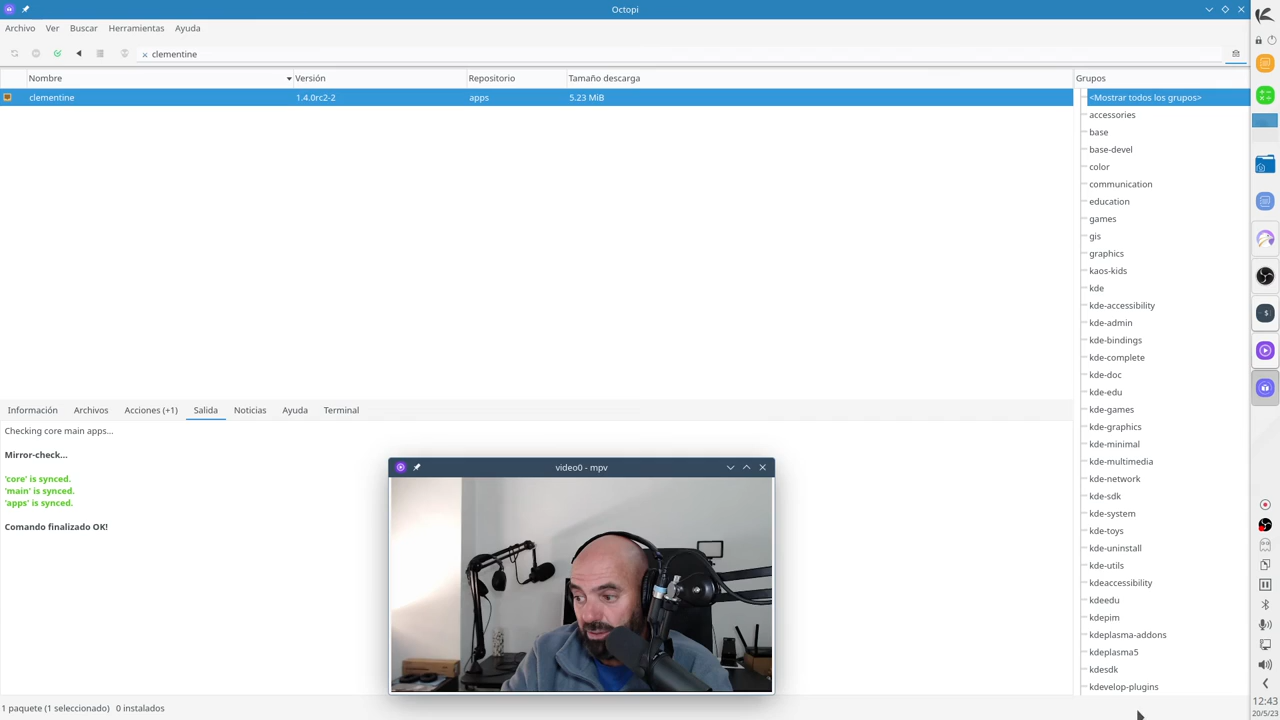 Octopi
Archivo Ver Buscar Herramientas Ayuda
clementine
Nombre Versión Repositorio Tamaño descarga Grupos
clementine 1.4.0rc2-2 apps 5.23 MiB
<Mostrar todos los grupos>
accessories
base
base-devel
color
communication
education
games
gis
graphics
kaos-kids
kde
kde-accessibility
kde-admin
kde-bindings
kde-complete
kde-doc
kde-edu
kde-games
kde-graphics
kde-minimal
kde-multimedia
kde-network
kde-sdk
kde-system
kde-toys
kde-uninstall
kde-utils
kdeaccessibility
kdeedu
kdepim
kdeplasma-addons
kdeplasma5
kdesdk
kdevelop-plugins
Información Archivos Acciones (+1) Salida Noticias Ayuda Terminal
Checking core main apps...
Mirror-check...
'core' is synced.
'main' is synced.
'apps' is synced.
Comando finalizado OK!
video0 - mpv
1 paquete (1 seleccionado) 0 instalados
12:43
20/5/23